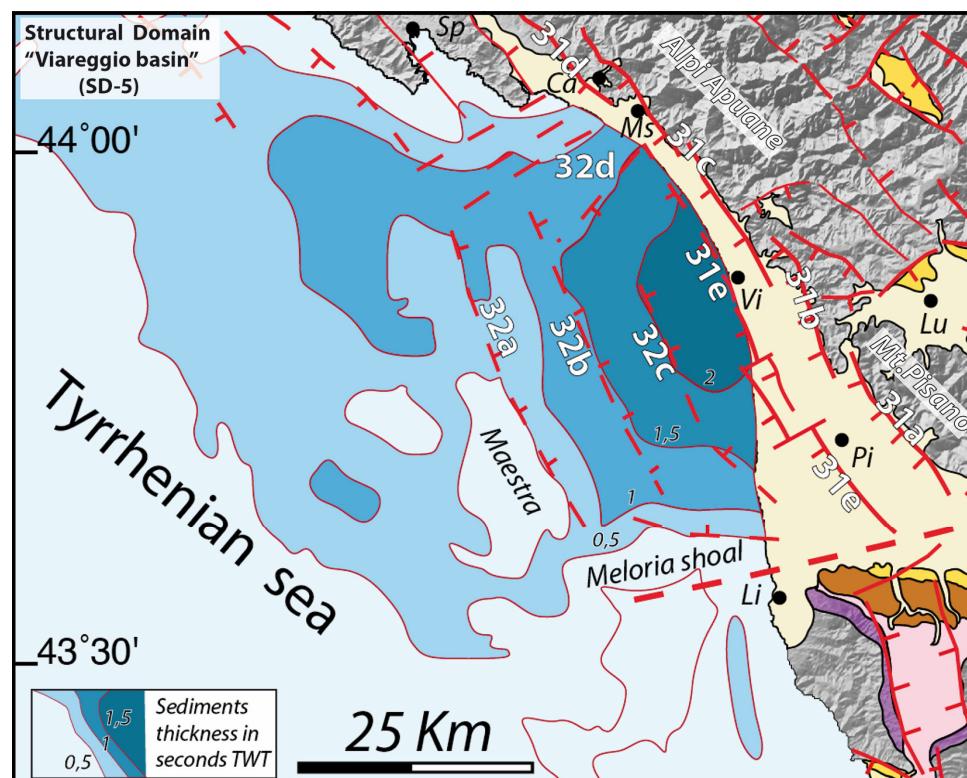 Structural Domain
"Viareggio basin"
(SD-5)
Sp
31d
Ca
Alpi Apuane
44°00'
Ms
31c
32d
31e
Vi
31b
Lu
32a
32b
32c
Mt.Pisano
2
31a
Tyrrhenian sea
Maestra
1,5
Pi
31e
1
0,5
Meloria shoal
Li
43°30'
Sediments
thickness in
seconds TWT
1,5
1
0,5
25 Km